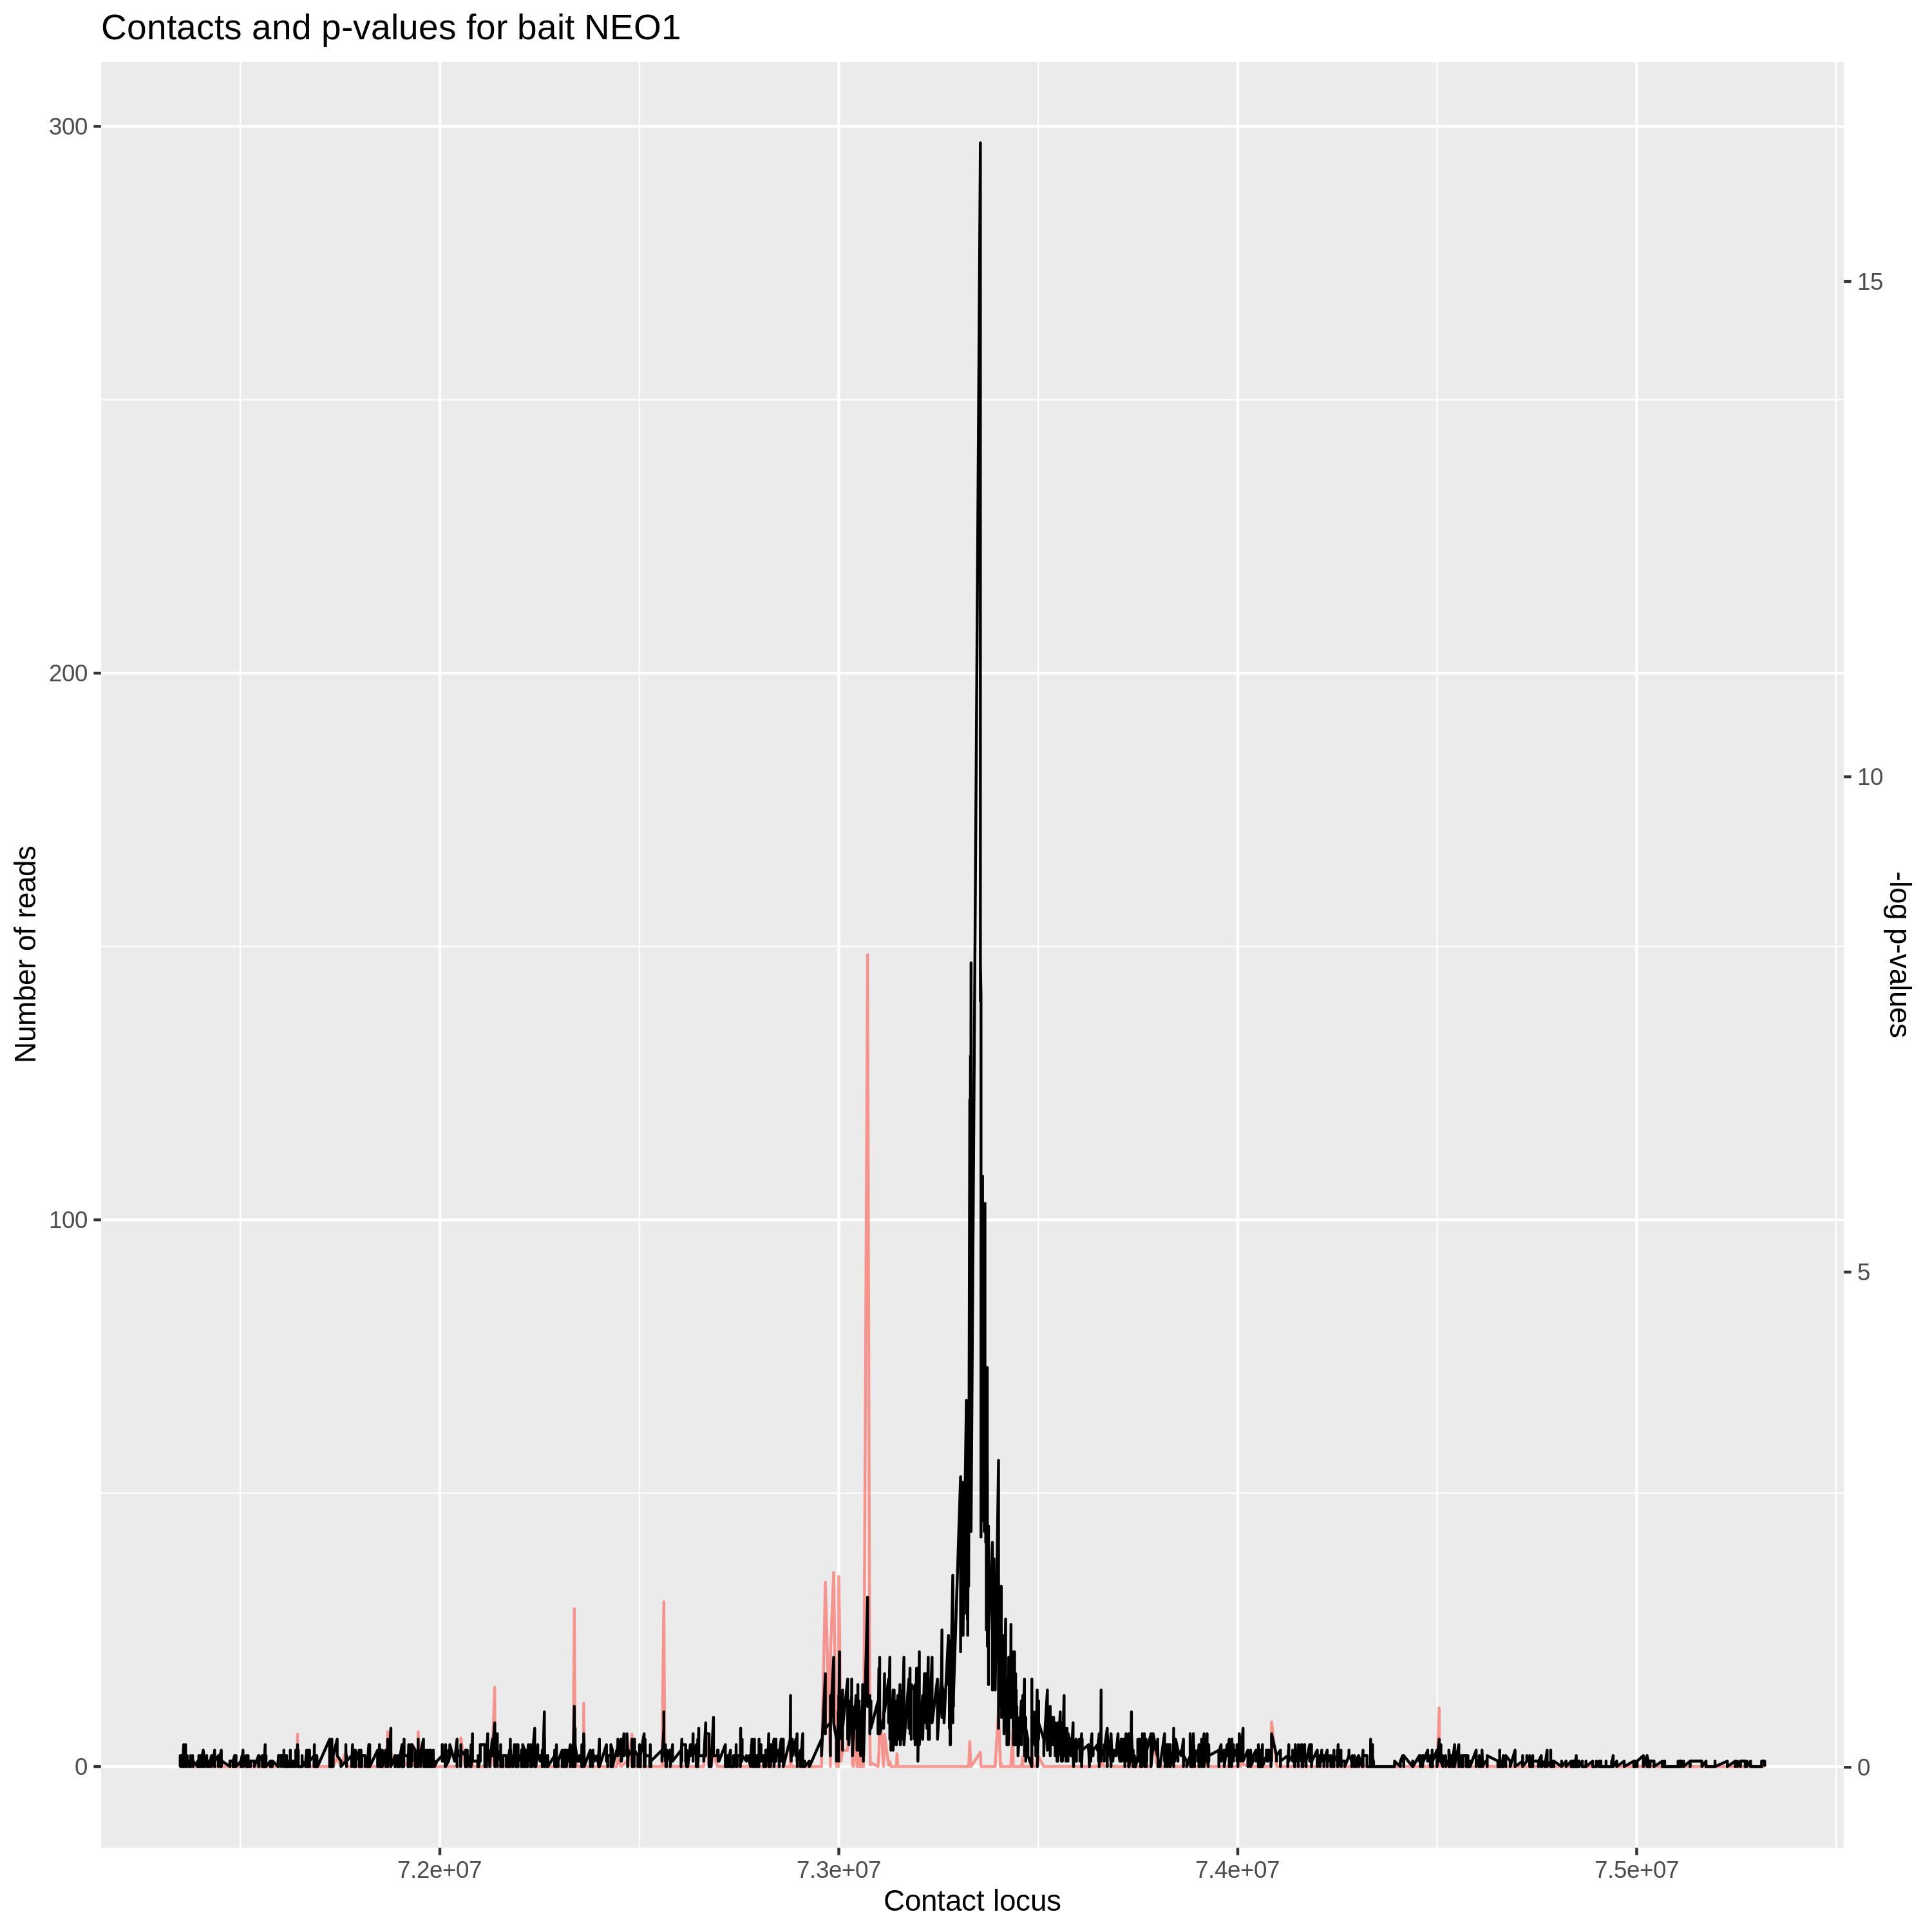 Contacts and p-values for bait NEO1
300
200
100
0
Number of reads
15
10
5
0
-log p-values
7.2e+07
7.3e+07
7.4e+07
7.5e+07
Contact locus